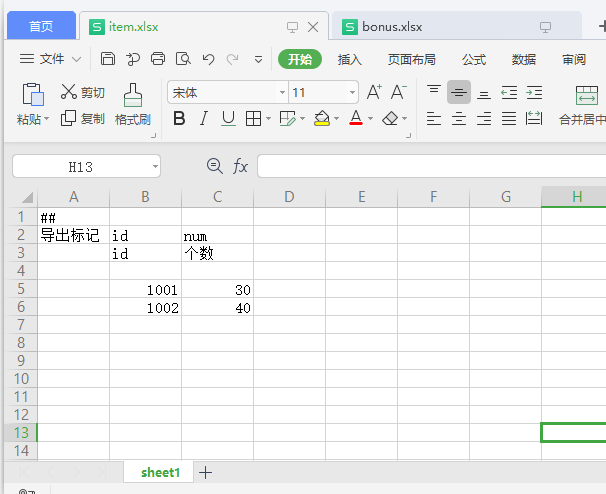 首页 item.xlsx bonus.xlsx
文件 开始 插入 页面布局 公式 数据 审阅
剪切 宋体 11 A+ A-
粘贴 复制 格式刷 B I U A 合并居中
H13 fx
A B C D E F G H
1 ##
2 导出标记 id num
3 id 个数
4
5 1001 30
6 1002 40
7
8
9
10
11
12
13
14
sheet1